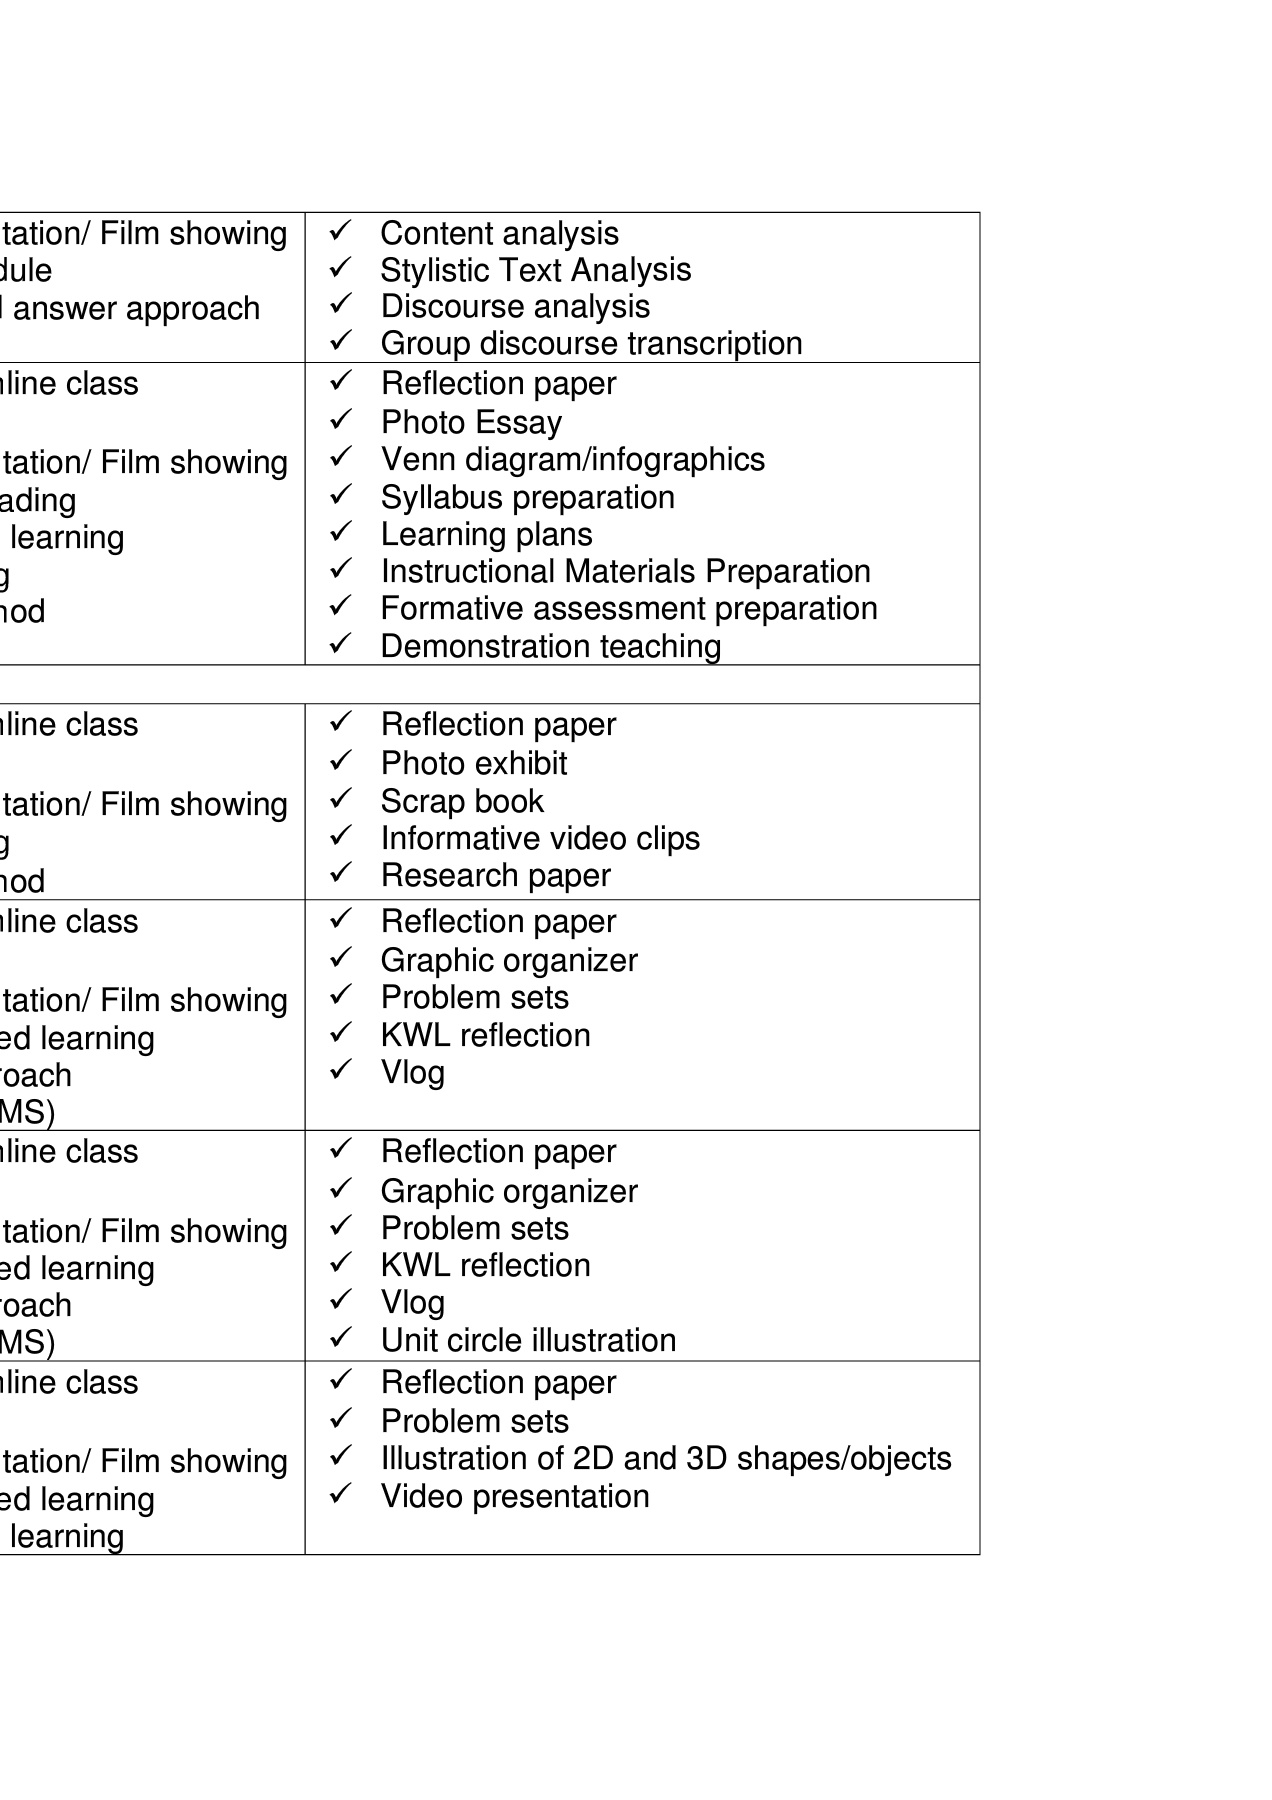 tation/ Film showing
dule
answer approach
✓ Content analysis
✓ Stylistic Text Analysis
✓ Discourse analysis
✓ Group discourse transcription
nline class
tation/ Film showing
ading
learning
g
hod
✓ Reflection paper
✓ Photo Essay
✓ Venn diagram/infographics
✓ Syllabus preparation
✓ Learning plans
✓ Instructional Materials Preparation
✓ Formative assessment preparation
✓ Demonstration teaching
nline class
tation/ Film showing
g
hod
✓ Reflection paper
✓ Photo exhibit
✓ Scrap book
✓ Informative video clips
✓ Research paper
nline class
tation/ Film showing
ed learning
roach
MS)
✓ Reflection paper
✓ Graphic organizer
✓ Problem sets
✓ KWL reflection
✓ Vlog
nline class
tation/ Film showing
ed learning
roach
MS)
✓ Reflection paper
✓ Graphic organizer
✓ Problem sets
✓ KWL reflection
✓ Vlog
✓ Unit circle illustration
nline class
tation/ Film showing
ed learning
learning
✓ Reflection paper
✓ Problem sets
✓ Illustration of 2D and 3D shapes/objects
✓ Video presentation